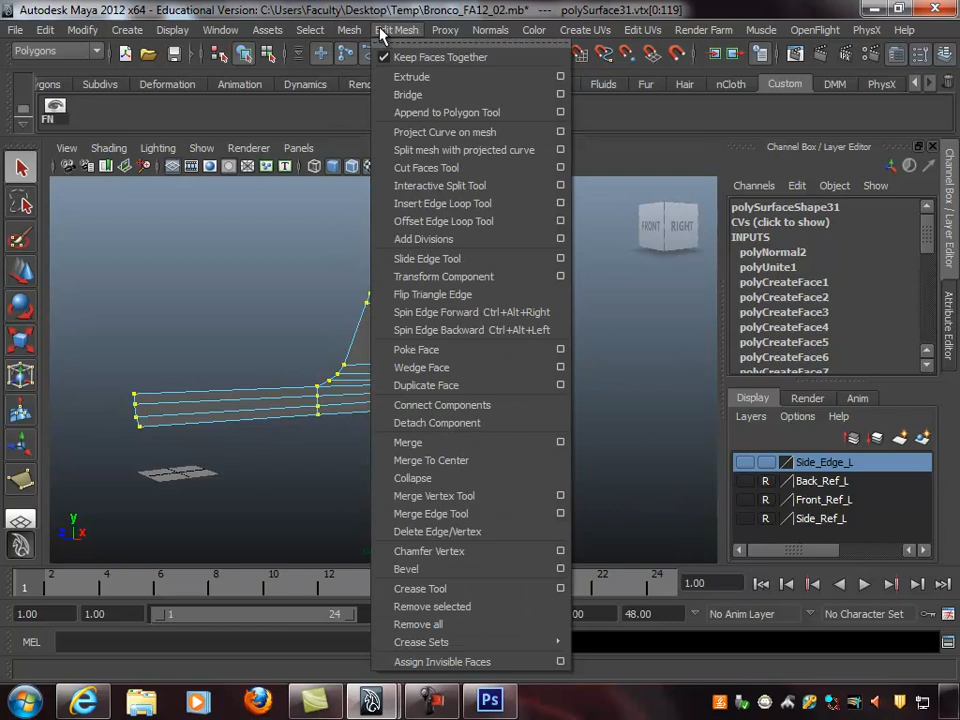 Autodesk Maya 2012 x64 - Educational Version: C:\Users\Faculty\Desktop\Temp\Bronco_FA12_02.mb* --- polySurface31.vtx[0:119]
File Edit Modify Create Display Window Assets Select Mesh Edit Mesh Proxy Normals Color Create UVs Edit UVs Render Farm Muscle OpenFlight PhysX Help
Polygons
Subdivs Deformation Animation Dynamics Fluids Fur Hair nCloth Custom DMM PhysX
FN
View Shading Lighting Show Renderer Panels
Keep Faces Together
Extrude
Bridge
Append to Polygon Tool
Project Curve on mesh
Split mesh with projected curve
Cut Faces Tool
Interactive Split Tool
Insert Edge Loop Tool
Offset Edge Loop Tool
Add Divisions
Slide Edge Tool
Transform Component
Flip Triangle Edge
Spin Edge Forward Ctrl+Alt+Right
Spin Edge Backward Ctrl+Alt+Left
Poke Face
Wedge Face
Duplicate Face
Connect Components
Detach Component
Merge
Merge To Center
Collapse
Merge Vertex Tool
Merge Edge Tool
Delete Edge/Vertex
Chamfer Vertex
Bevel
Crease Tool
Remove selected
Remove all
Crease Sets
Assign Invisible Faces
FRONT RIGHT
y
z x
Channel Box / Layer Editor
Channels Edit Object Show
polySurfaceShape31
CVs (click to show)
INPUTS
polyNormal2
polyUnite1
polyCreateFace1
polyCreateFace2
polyCreateFace3
polyCreateFace4
polyCreateFace5
polyCreateFace6
polyCreateFace7
Channel Box / Layer Editor
Attribute Editor
Display Render Anim
Layers Options Help
Side_Edge_L
R Back_Ref_L
R Front_Ref_L
R Side_Ref_L
1 2 4 6 8 10 12 22 24 1.00
1.00 1.00 1 24 48.00 No Anim Layer No Character Set
MEL
Ps